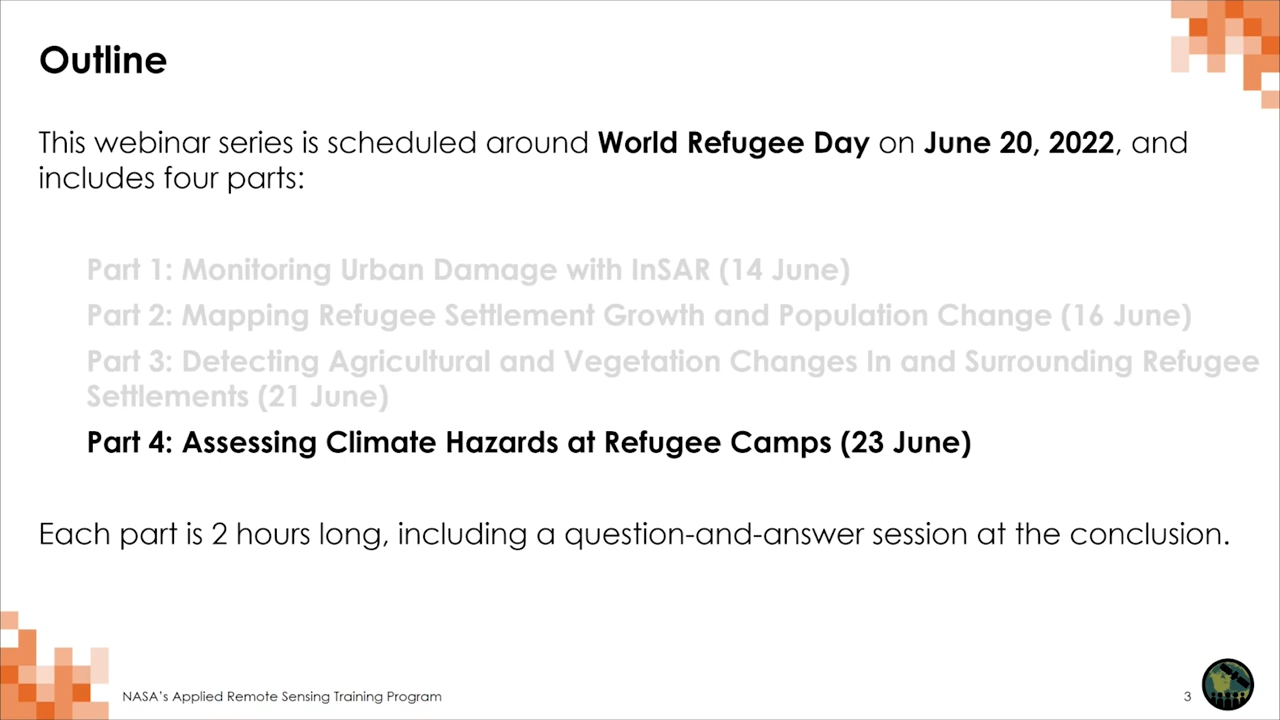 Outline
This webinar series is scheduled around World Refugee Day on June 20, 2022, and
includes four parts:
Part 1: Monitoring Urban Damage with InSAR (14 June)
Part 2: Mapping Refugee Settlement Growth and Population Change (16 June)
Part 3: Detecting Agricultural and Vegetation Changes In and Surrounding Refugee
Settlements (21 June)
Part 4: Assessing Climate Hazards at Refugee Camps (23 June)
Each part is 2 hours long, including a question-and-answer session at the conclusion.
NASA's Applied Remote Sensing Training Program
3